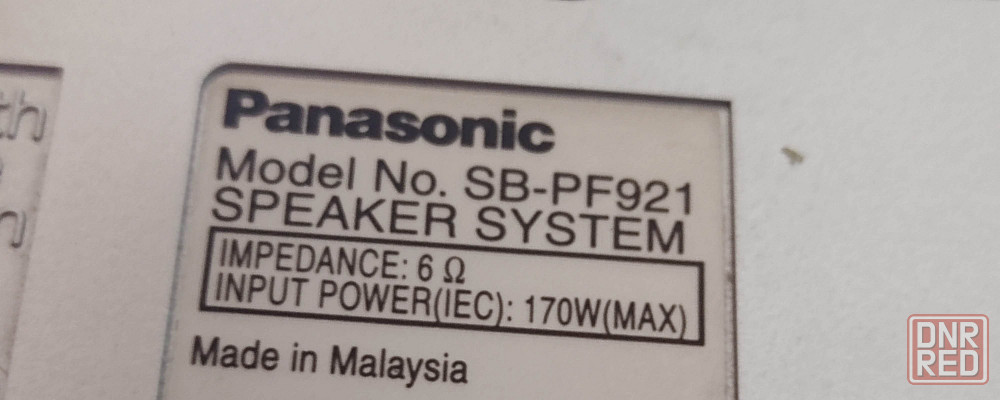 Panasonic
Model No. SB-PF921
SPEAKER SYSTEM
IMPEDANCE: 6 Ω
INPUT POWER(IEC): 170W(MAX)
Made in Malaysia
DNR
RED